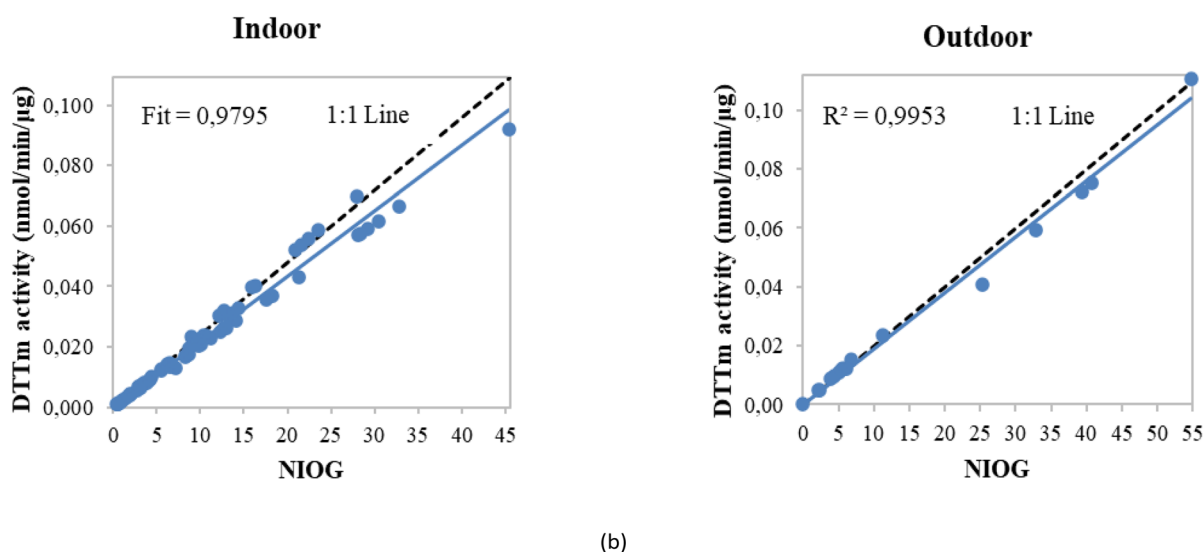 Indoor
DTTm activity (nmol/min/µg)
0,100
0,080
0,060
0,040
0,020
0,000
Fit = 0,9795 1:1 Line
0 5 10 15 20 25 30 35 40 45
NIOG
Outdoor
DTTm activity (nmol/min/µg)
0,10
0,08
0,06
0,04
0,02
0,00
R² = 0,9953 1:1 Line
0 5 10 15 20 25 30 35 40 45 50 55
NIOG
(b)